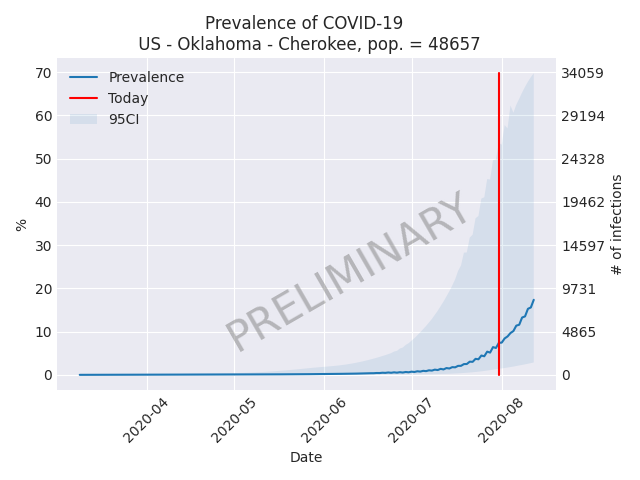 Prevalence of COVID-19
US - Oklahoma - Cherokee, pop. = 48657
Prevalence
Today
95CI
PRELIMINARY
70
60
50
40
30
20
10
0
%
34059
29194
24328
19462
14597
9731
4865
0
# of infections
2020-04
2020-05
2020-06
2020-07
2020-08
Date